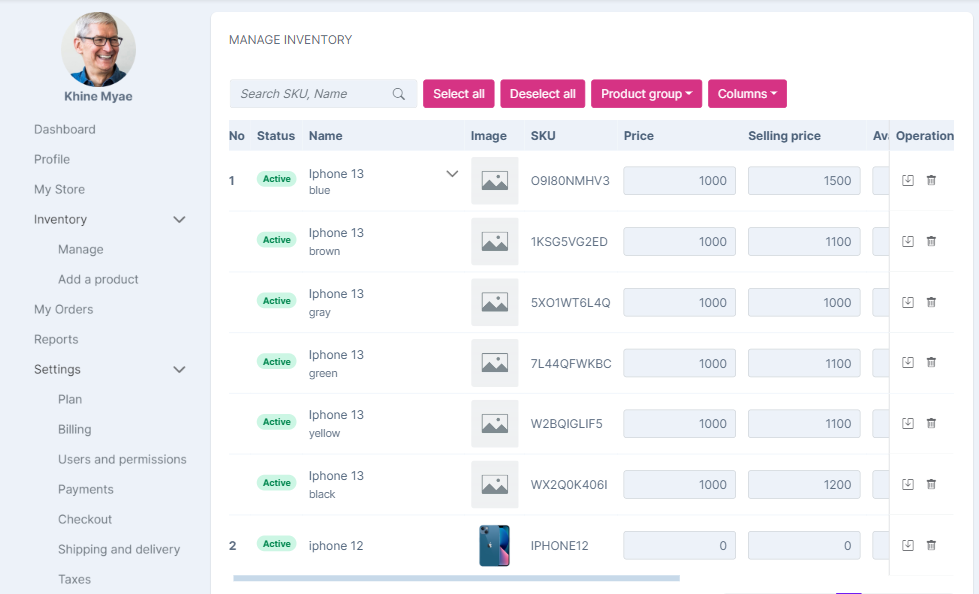 Khine Myae
Dashboard
Profile
My Store
Inventory
Manage
Add a product
My Orders
Reports
Settings
Plan
Billing
Users and permissions
Payments
Checkout
Shipping and delivery
Taxes
MANAGE INVENTORY
Search SKU, Name
Select all
Deselect all
Product group
Columns
No Status Name Image SKU Price Selling price Av Operation
1 Active Iphone 13 O9I80NMHV3 1000 1500
blue
Active Iphone 13 1KSG5VG2ED 1000 1100
brown
Active Iphone 13 5XO1WT6L4Q 1000 1000
gray
Active Iphone 13 7L44QFWKBC 1000 1100
green
Active Iphone 13 W2BQIGLIF5 1000 1100
yellow
Active Iphone 13 WX2Q0K406I 1000 1200
black
2 Active iphone 12 IPHONE12 0 0